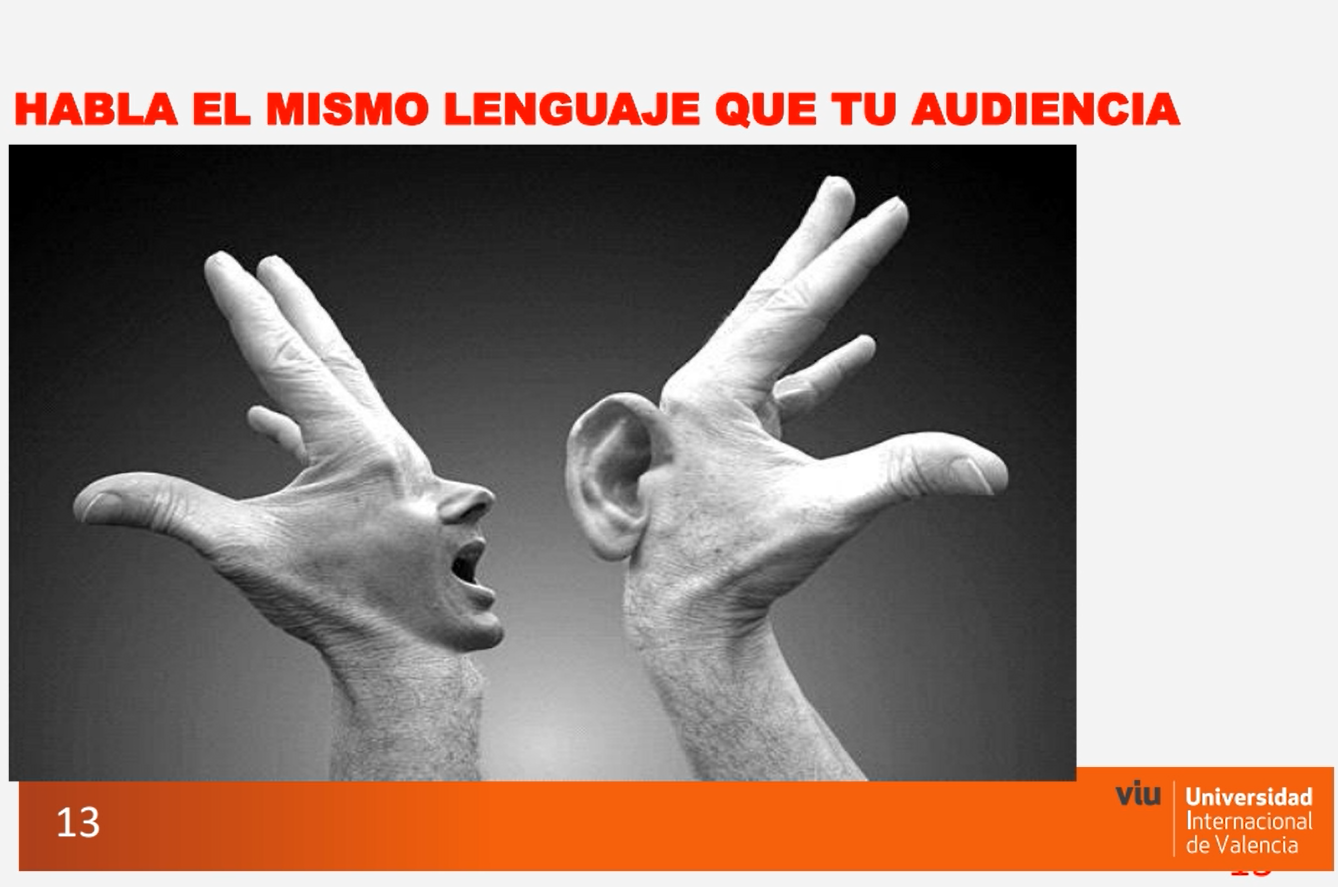 HABLA EL MISMO LENGUAJE QUE TU AUDIENCIA
13
viu
Universidad
Internacional
de Valencia